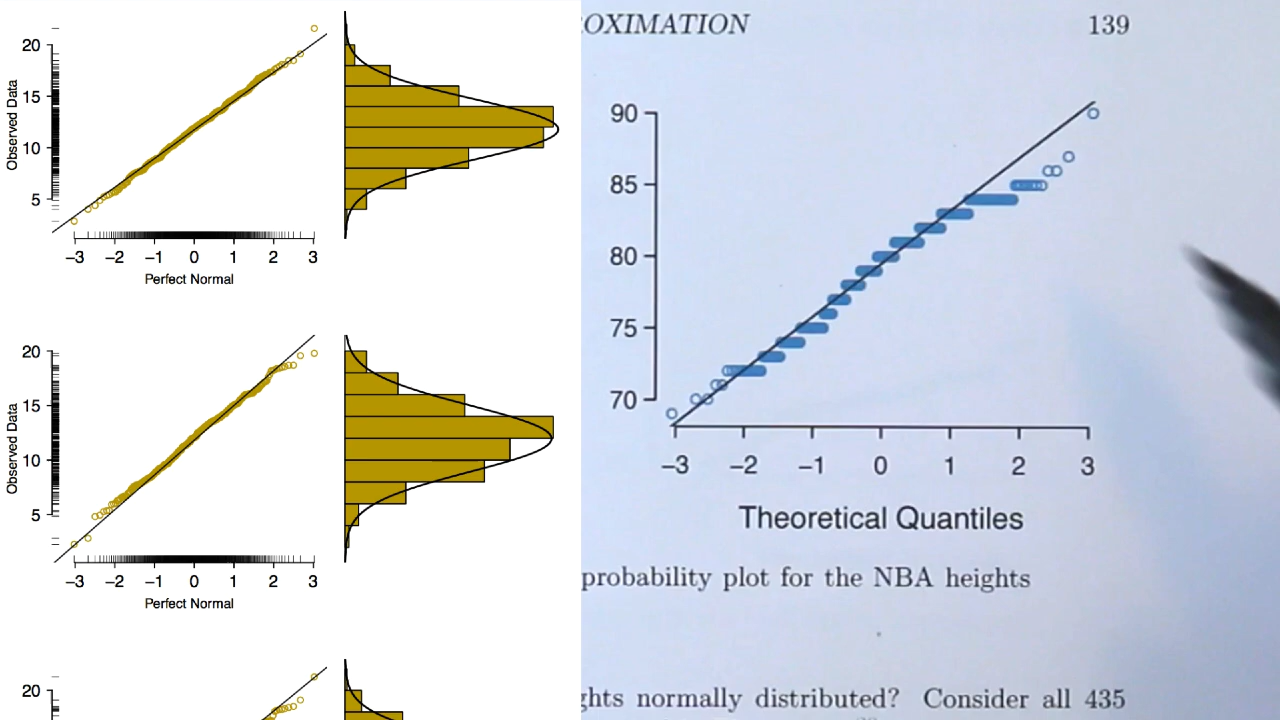 20
15
10
5
Observed Data
−3 −2 −1 0 1 2 3
Perfect Normal
20
15
10
5
Observed Data
−3 −2 −1 0 1 2 3
Perfect Normal
20
OXIMATION 139
90
85
80
75
70
−3 −2 −1 0 1 2 3
Theoretical Quantiles
probability plot for the NBA heights
ghts normally distributed? Consider all 435